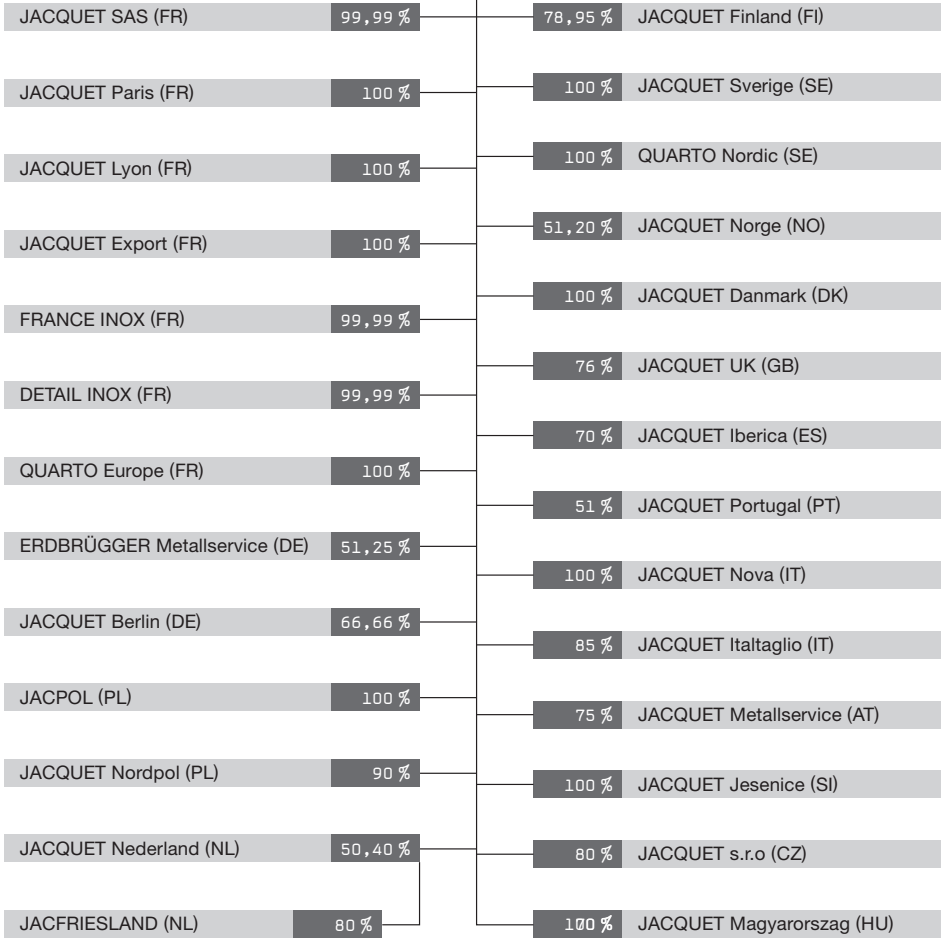 JACQUET SAS (FR) 99,99 %
JACQUET Paris (FR) 100 %
JACQUET Lyon (FR) 100 %
JACQUET Export (FR) 100 %
FRANCE INOX (FR) 99,99 %
DETAIL INOX (FR) 99,99 %
QUARTO Europe (FR) 100 %
ERDBRÜGGER Metallservice (DE) 51,25 %
JACQUET Berlin (DE) 66,66 %
JACPOL (PL) 100 %
JACQUET Nordpol (PL) 90 %
JACQUET Nederland (NL) 50,40 %
JACFRIESLAND (NL) 80 %
78,95 % JACQUET Finland (FI)
100 % JACQUET Sverige (SE)
100 % QUARTO Nordic (SE)
51,20 % JACQUET Norge (NO)
100 % JACQUET Danmark (DK)
76 % JACQUET UK (GB)
70 % JACQUET Iberica (ES)
51 % JACQUET Portugal (PT)
100 % JACQUET Nova (IT)
85 % JACQUET Italtaglio (IT)
75 % JACQUET Metallservice (AT)
100 % JACQUET Jesenice (SI)
80 % JACQUET s.r.o (CZ)
JACQUET Magyarorszag (HU)